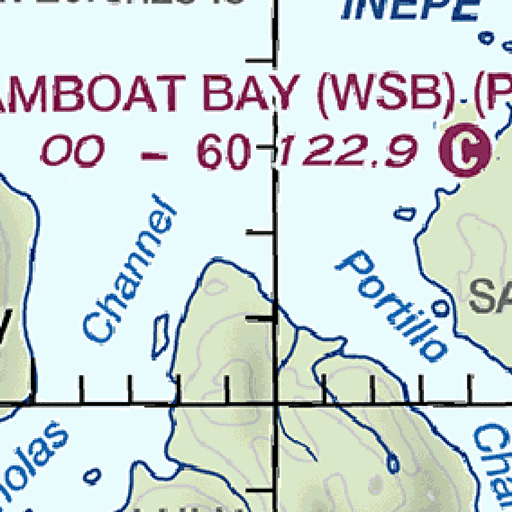 INEPE
AMBOAT BAY (WSB) (P
OO - 60 122.9 C
Channel
Portillo
SA
y
olas
Cha